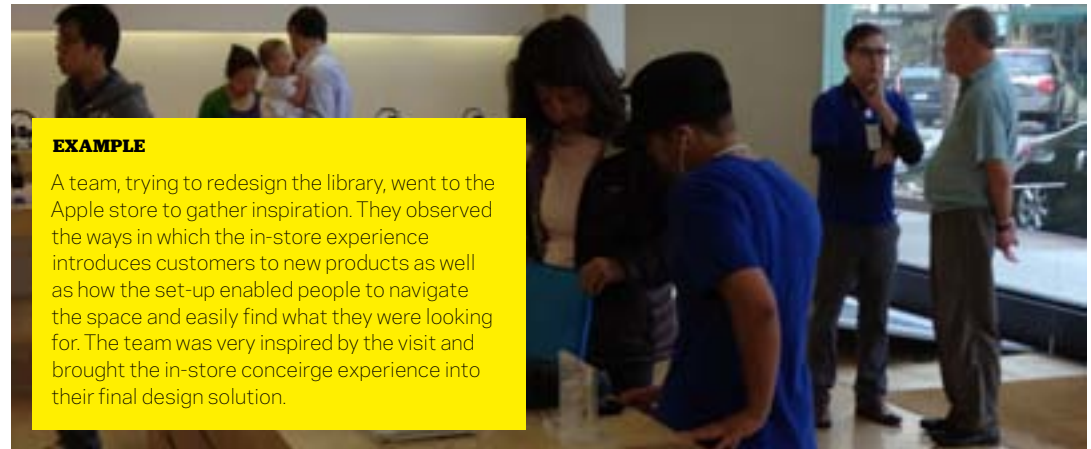 EXAMPLE
A team, trying to redesign the library, went to the
Apple store to gather inspiration. They observed
the ways in which the in-store experience
introduces customers to new products as well
as how the set-up enabled people to navigate
the space and easily find what they were looking
for. The team was very inspired by the visit and
brought the in-store conceirge experience into
their final design solution.